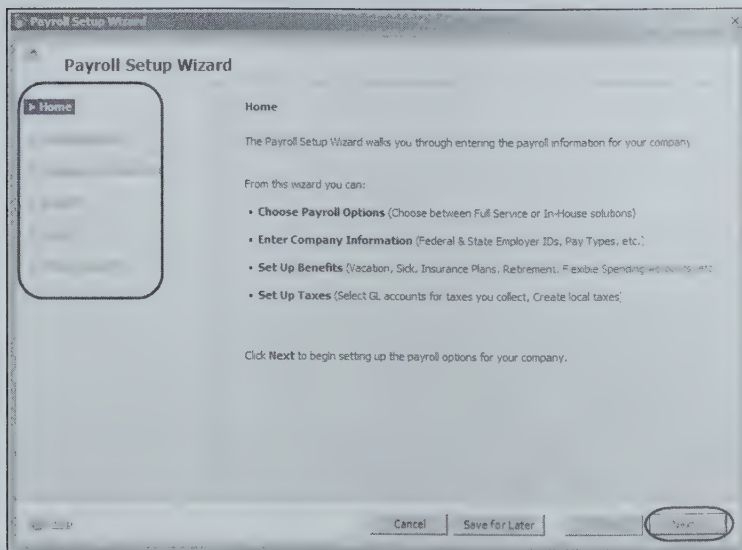 Payroll Setup Wizard
Payroll Setup Wizard
Home
Home
The Payroll Setup Wizard walks you through entering the payroll information for your company
From this wizard you can:
• Choose Payroll Options (Choose between Full Service or In-House solutions)
• Enter Company Information (Federal & State Employer IDs, Pay Types, etc.)
• Set Up Benefits (Vacation, Sick, Insurance Plans, Retirement, Flexible Spending
• Set Up Taxes (Select GL accounts for taxes you collect, Create local taxes)
Click Next to begin setting up the payroll options for your company.
Cancel
Save for Later
Next